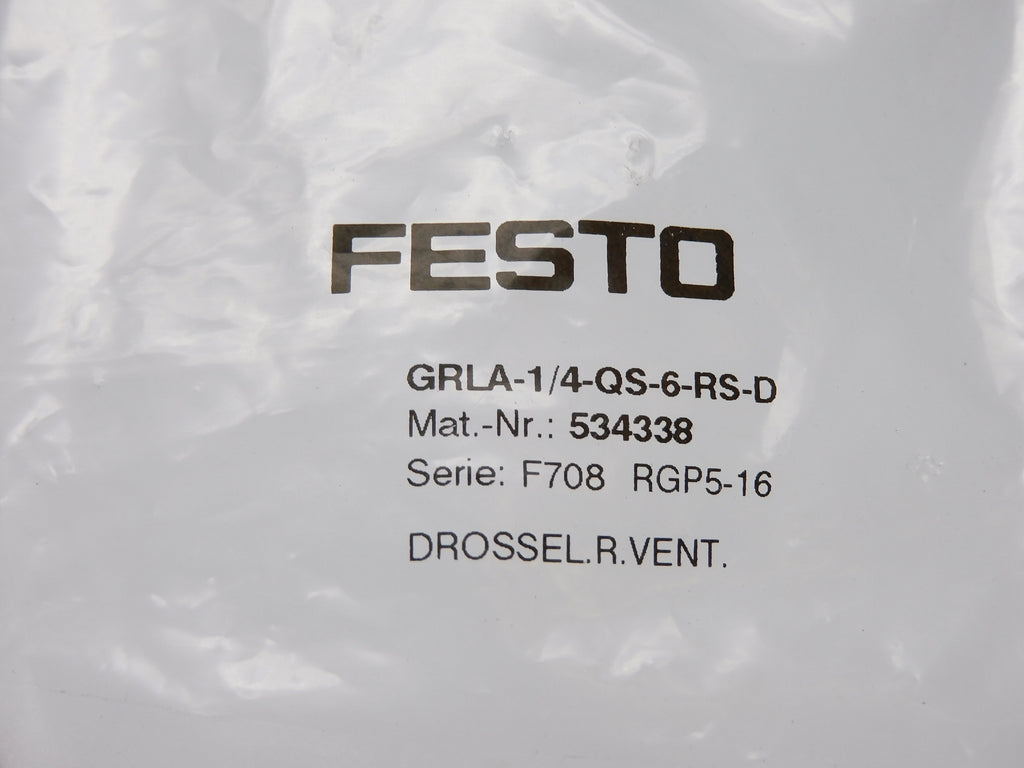 FESTO
GRLA-1/4-QS-6-RS-D
Mat.-Nr.: 534338
Serie: F708 RGP5-16
DROSSEL.R.VENT.